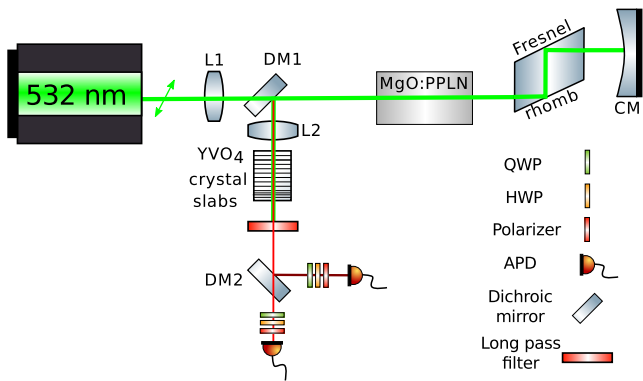 L1
DM1
Fresnel
532 nm
MgO:PPLN
rhomb
CM
L2
YVO4
crystal
slabs
QWP
HWP
Polarizer
APD
DM2
Dichroic
mirror
Long pass
filter